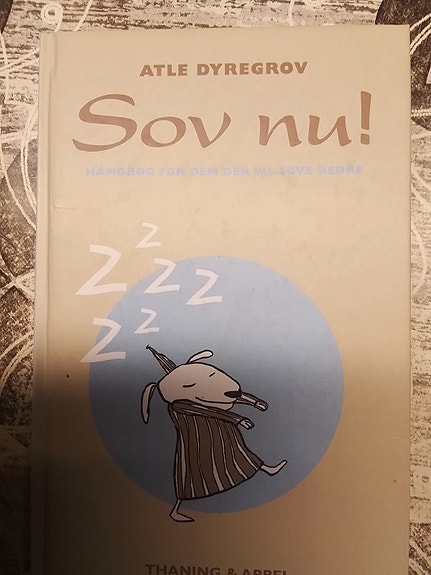 ATLE DYREGROV
Sov nu!
HÅNDBOG FOR DEM DER VIL SOVE BEDRE
z
z z z
z z
THANING & APPEL